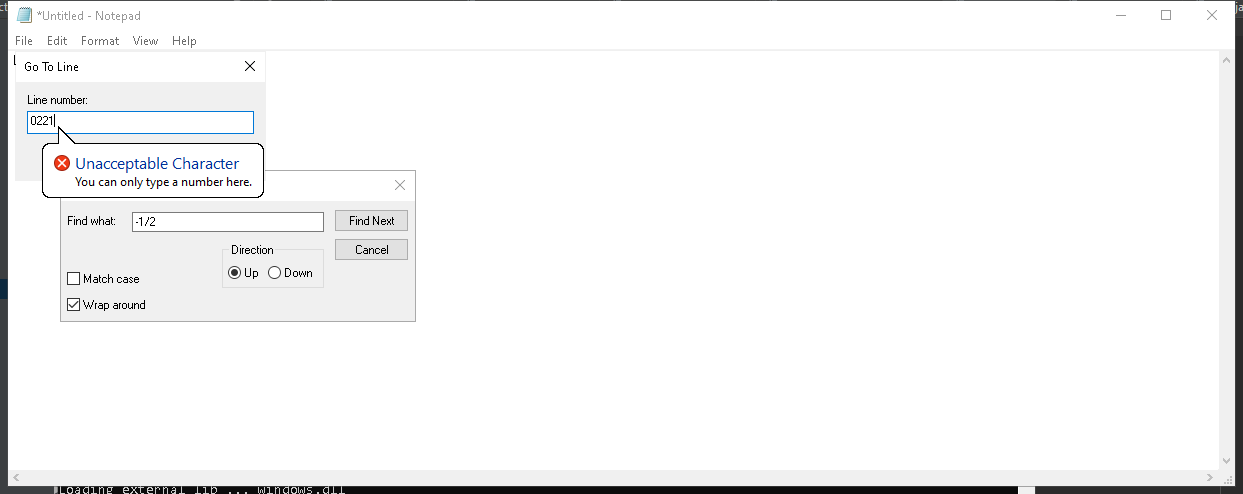 *Untitled - Notepad
File Edit Format View Help
Go To Line
Line number:
0221
Unacceptable Character
You can only type a number here.
Find what: -1/2 Find Next
Cancel
Direction
Up Down
Match case
Wrap around
Loading external lib ... windows.dll